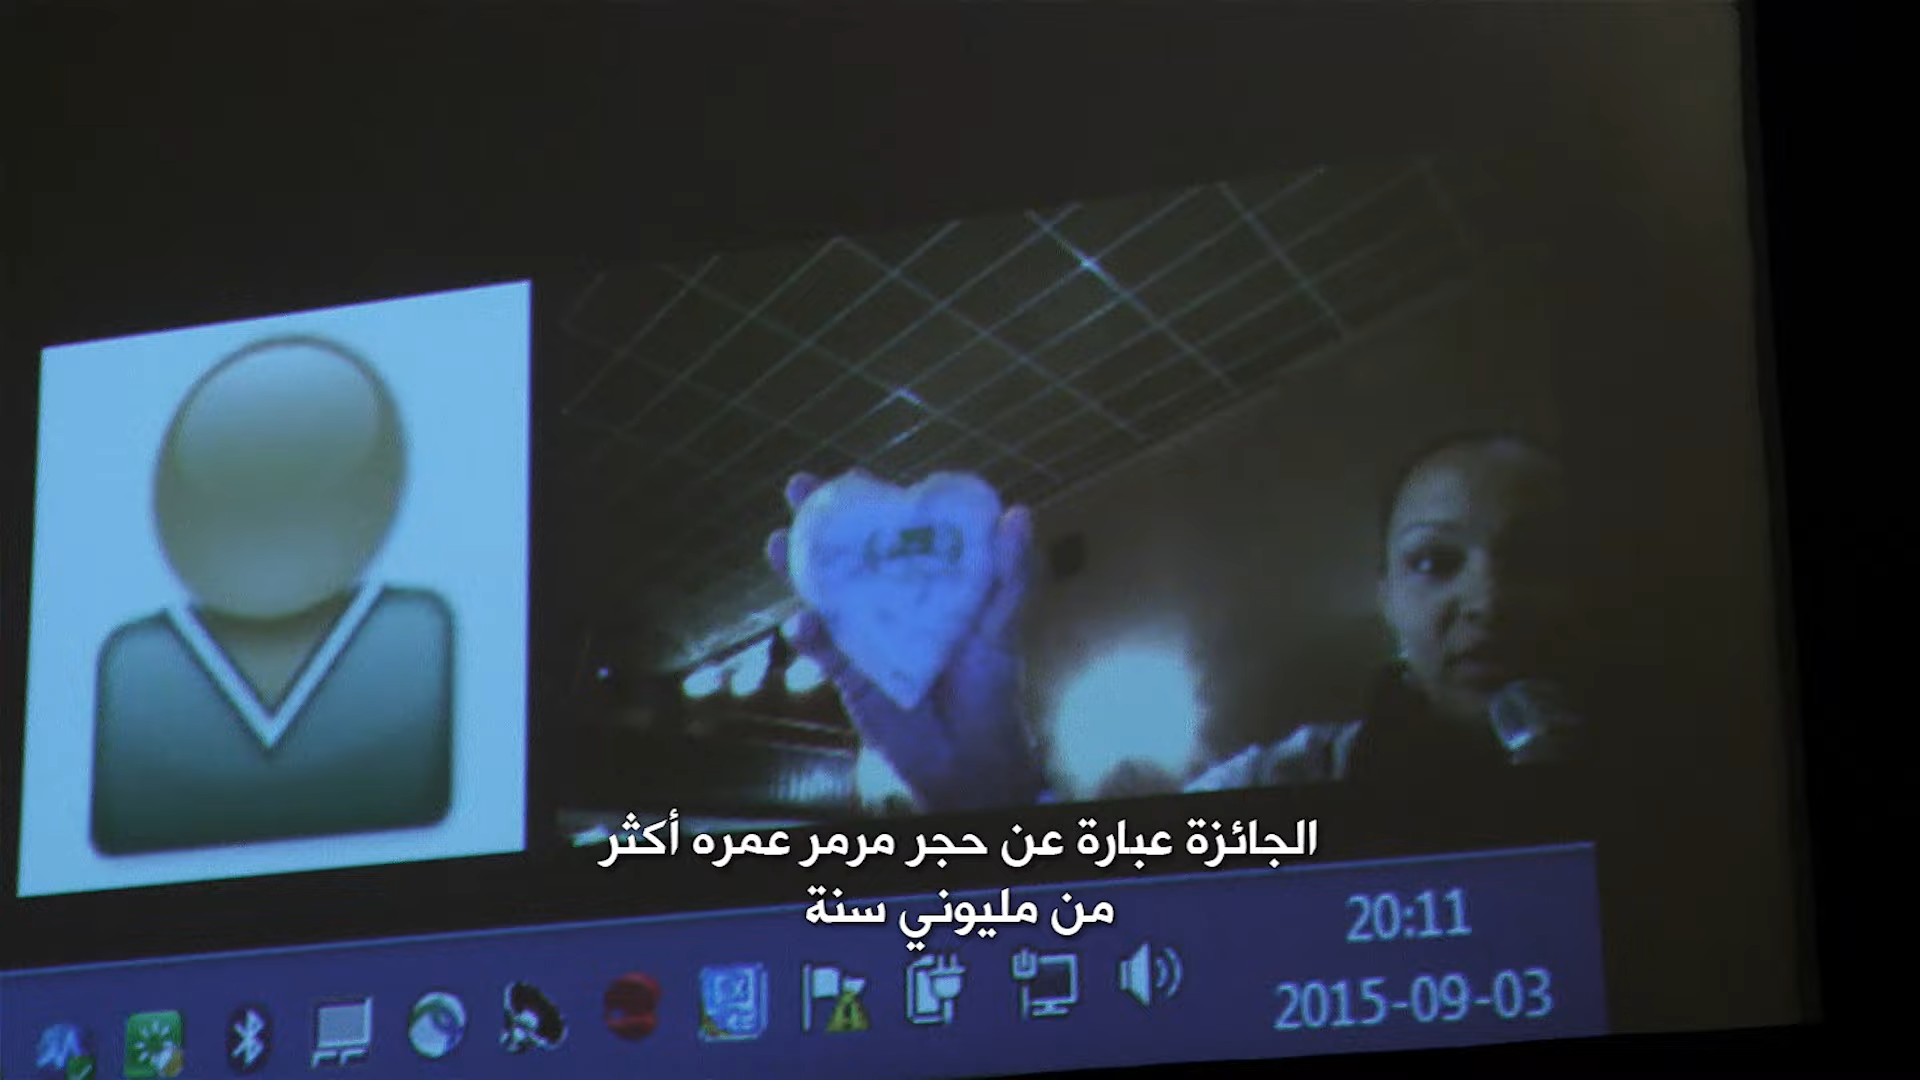 الجائزة عبارة عن حجر مرمر عمره أكثر
من مليوني سنة
20:11
2015-09-03